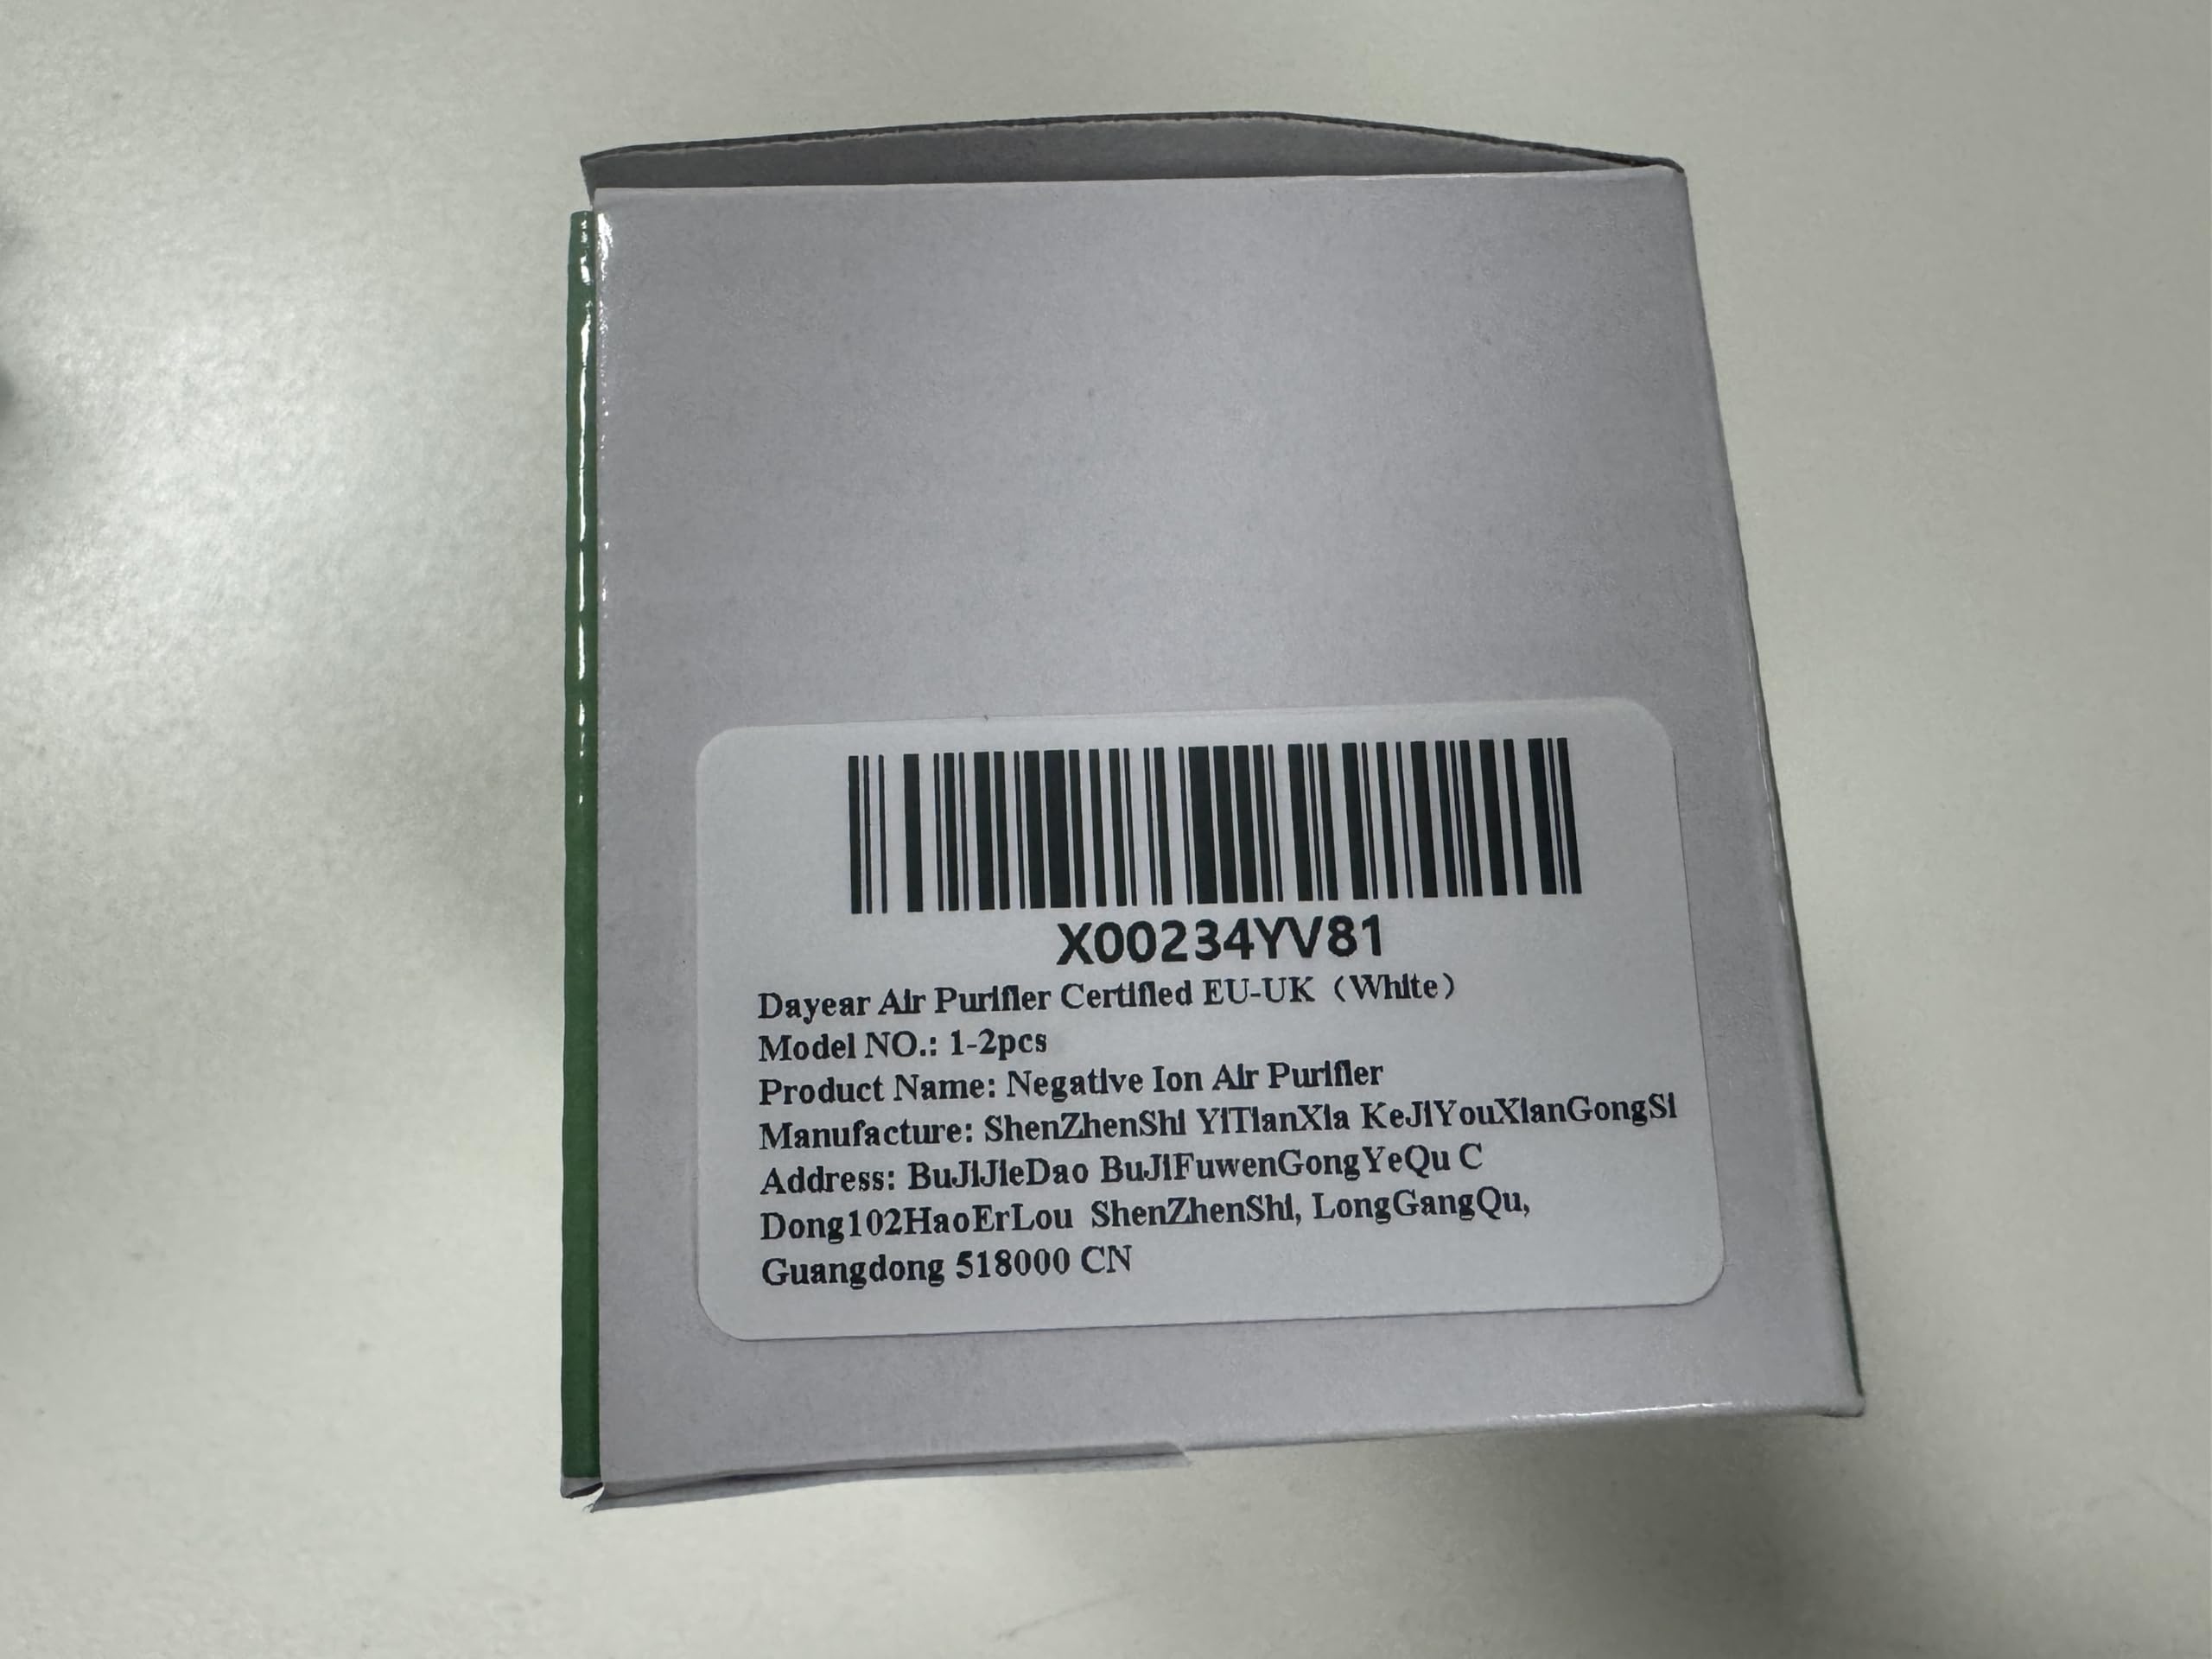 X00234YV81
Dayear Air Purifier Certified EU-UK（White）
Model NO.: 1-2pcs
Product Name: Negative Ion Air Purifier
Manufacture: ShenZhenShi YiTianXia KeJiYouXianGongSi
Address: BuJiJieDao BuJiFuwenGongYeQu C
Dong102HaoErLou ShenZhenShi, LongGangQu,
Guangdong 518000 CN